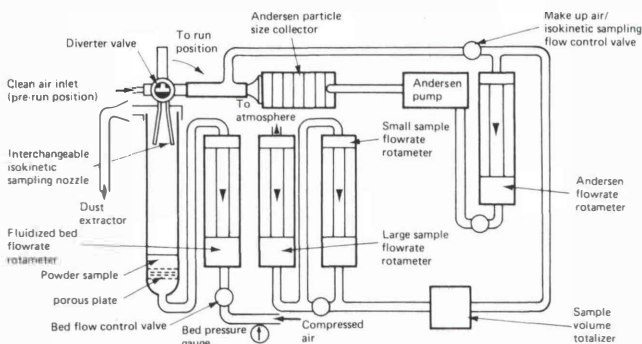 Andersen particle
size collector
Make up air/
isokinetic sampling
flow control valve
Diverter valve
To run
position
Clean air inlet
(pre-run position)
Andersen
pump
To
atmosphere
Small sample
flowrate
rotameter
Interchangeable
isokinetic
sampling nozzle
Andersen
flowrate
rotameter
Dust
extractor
Fluidized bed
flowrate
rotameter
Large sample
flowrate
rotameter
Powder sample
porous plate
Bed flow control valve
Bed pressure
gauge
Compressed
air
Sample
volume
totalizer